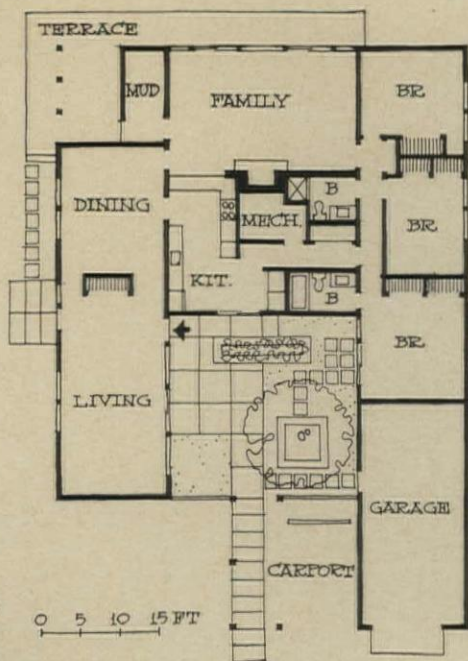 TERRACE
MUD
FAMILY
BR
DINING
MECH.
B
BR
KIT.
B
BR
LIVING
GARAGE
CARPORT
0 5 10 15 FT